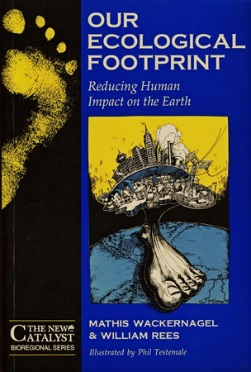 OUR
ECOLOGICAL
FOOTPRINT
Reducing Human
Impact on the Earth
THE NEW
CATALYST
BIOREGIONAL SERIES
MATHIS WACKERNAGEL
& WILLIAM REES
Illustrated by Phil Testemale